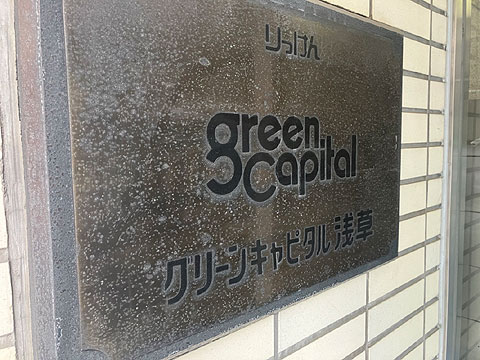 りっけん
green
capital
グリーンキャピタル浅草